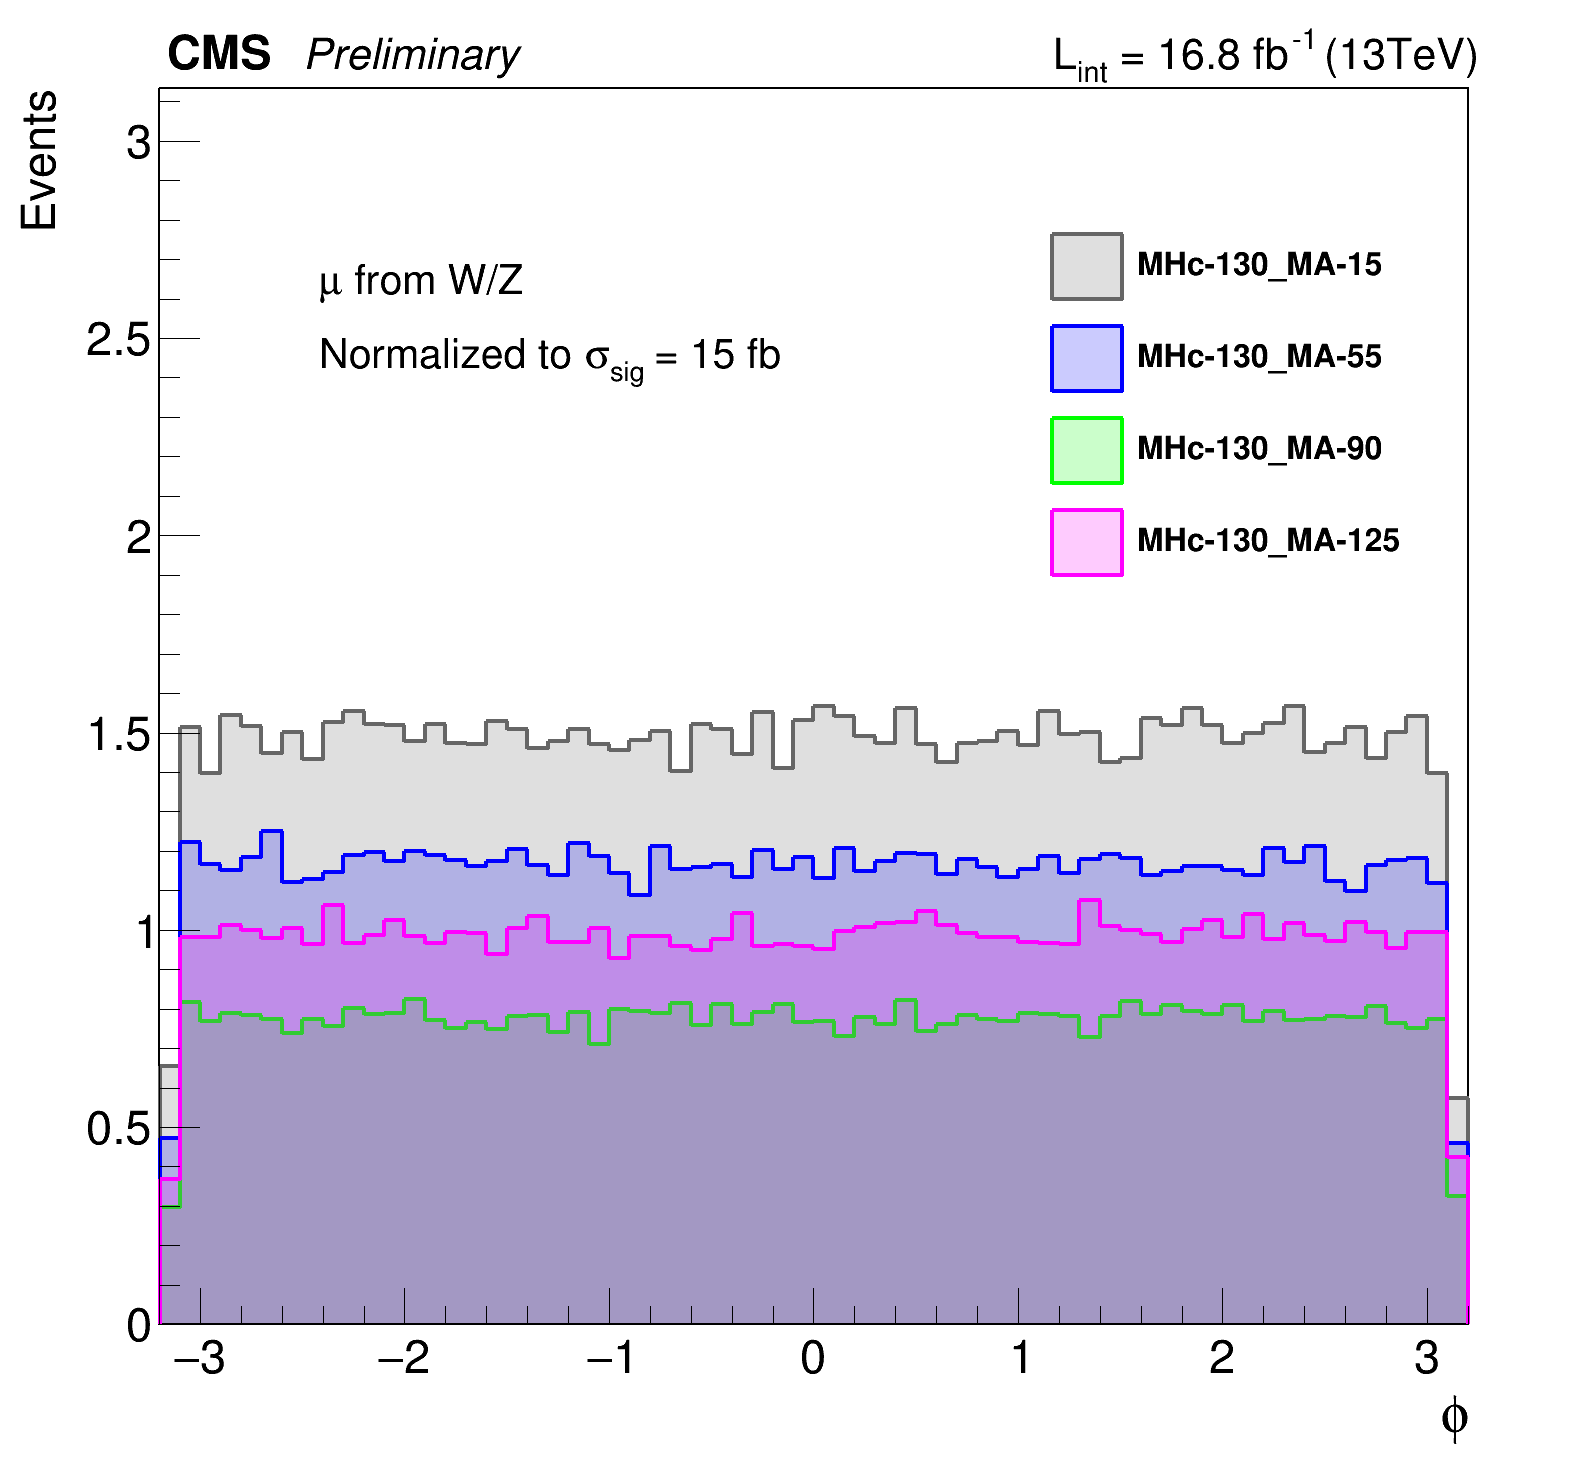 CMS Preliminary L_int = 16.8 fb^-1 (13TeV)
Events
3
2.5
2
1.5
1
0.5
0
μ from W/Z
Normalized to σ_sig = 15 fb
MHc-130_MA-15
MHc-130_MA-55
MHc-130_MA-90
MHc-130_MA-125
−3 −2 −1 0 1 2 3
ϕ